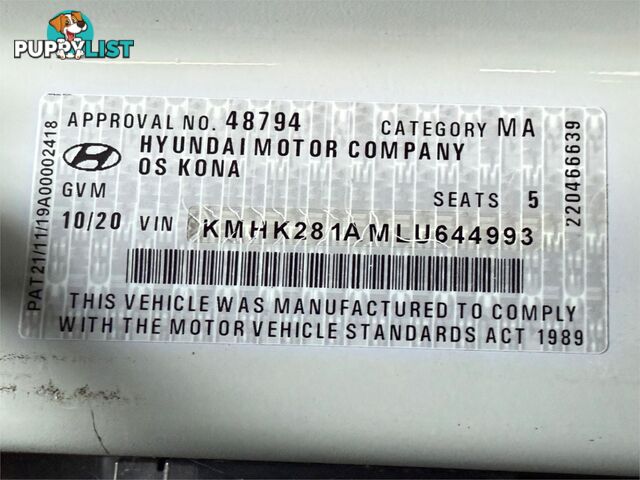 PUPPYLIST
APPROVAL NO. 48794 CATEGORY MA
HYUNDAI MOTOR COMPANY
OS KONA
GVM SEATS 5
10/20 VIN KMHK281AMLU644993
THIS VEHICLE WAS MANUFACTURED TO COMPLY
WITH THE MOTOR VEHICLE STANDARDS ACT 1989
PAT21/11/19A00002418
220466639